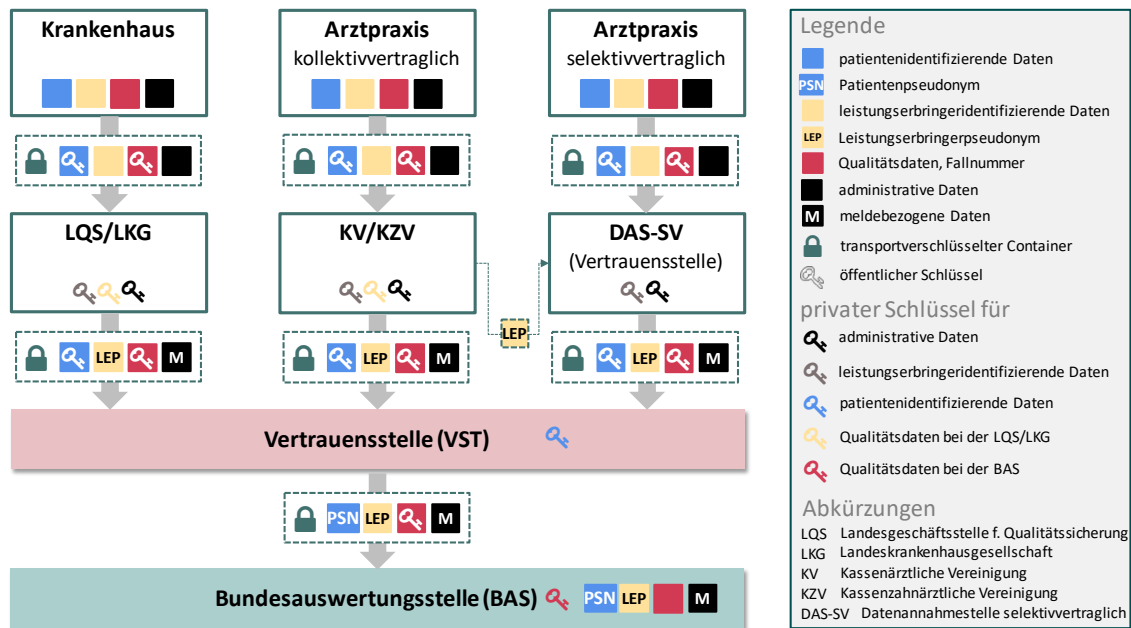 Krankenhaus
Arztpraxis
kollektivvertraglich
Arztpraxis
selektivvertraglich
LQS/LKG
KV/KZV
DAS-SV
(Vertrauensstelle)
LEP
LEP
M
LEP
M
LEP
M
Vertrauensstelle (VST)
PSN
LEP
M
Bundesauswertungsstelle (BAS)
PSN
LEP
M
Legende
patientenidentifizierende Daten
PSN Patientenpseudonym
leistungserbringeridentifizierende Daten
LEP Leistungserbringerpseudonym
Qualitätsdaten, Fallnummer
administrative Daten
M meldebezogene Daten
transportverschlüsselter Container
öffentlicher Schlüssel
privater Schlüssel für
administrative Daten
leistungserbringeridentifizierende Daten
patientenidentifizierende Daten
Qualitätsdaten bei der LQS/LKG
Qualitätsdaten bei der BAS
Abkürzungen
LQS Landesgeschäftsstelle f. Qualitätssicherung
LKG Landeskrankenhausgesellschaft
KV Kassenärztliche Vereinigung
KZV Kassenzahnärztliche Vereinigung
DAS-SV Datenannahmestelle selektivvertraglich